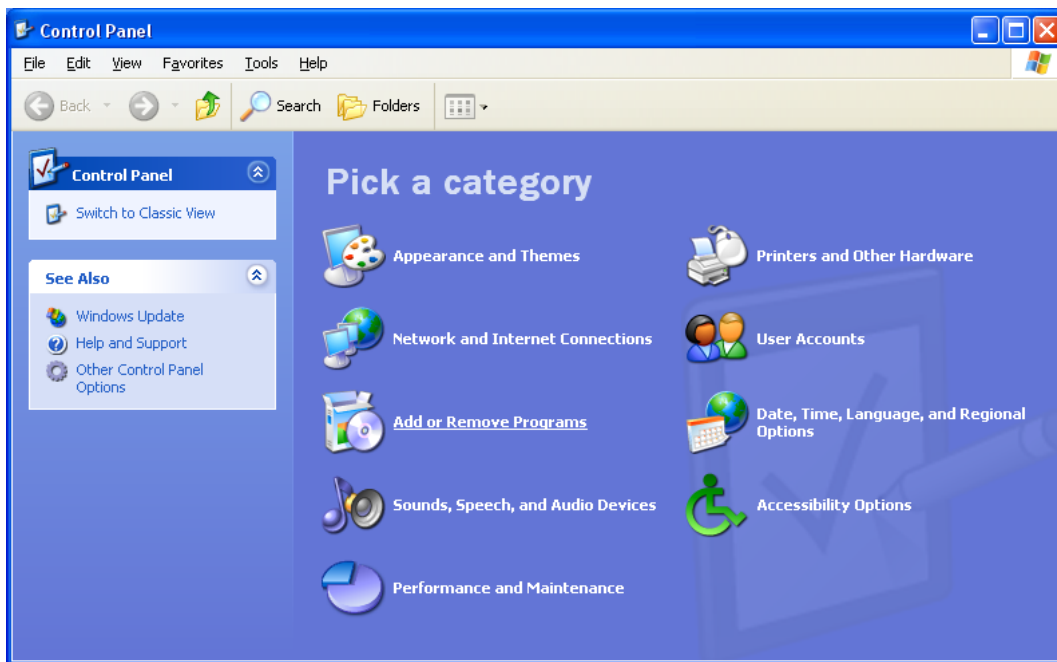 Control Panel
File Edit View Favorites Tools Help
Back Search Folders
Control Panel
Switch to Classic View
See Also
Windows Update
Help and Support
Other Control Panel
Options
Pick a category
Appearance and Themes
Printers and Other Hardware
Network and Internet Connections
User Accounts
Add or Remove Programs
Date, Time, Language, and Regional
Options
Sounds, Speech, and Audio Devices
Accessibility Options
Performance and Maintenance